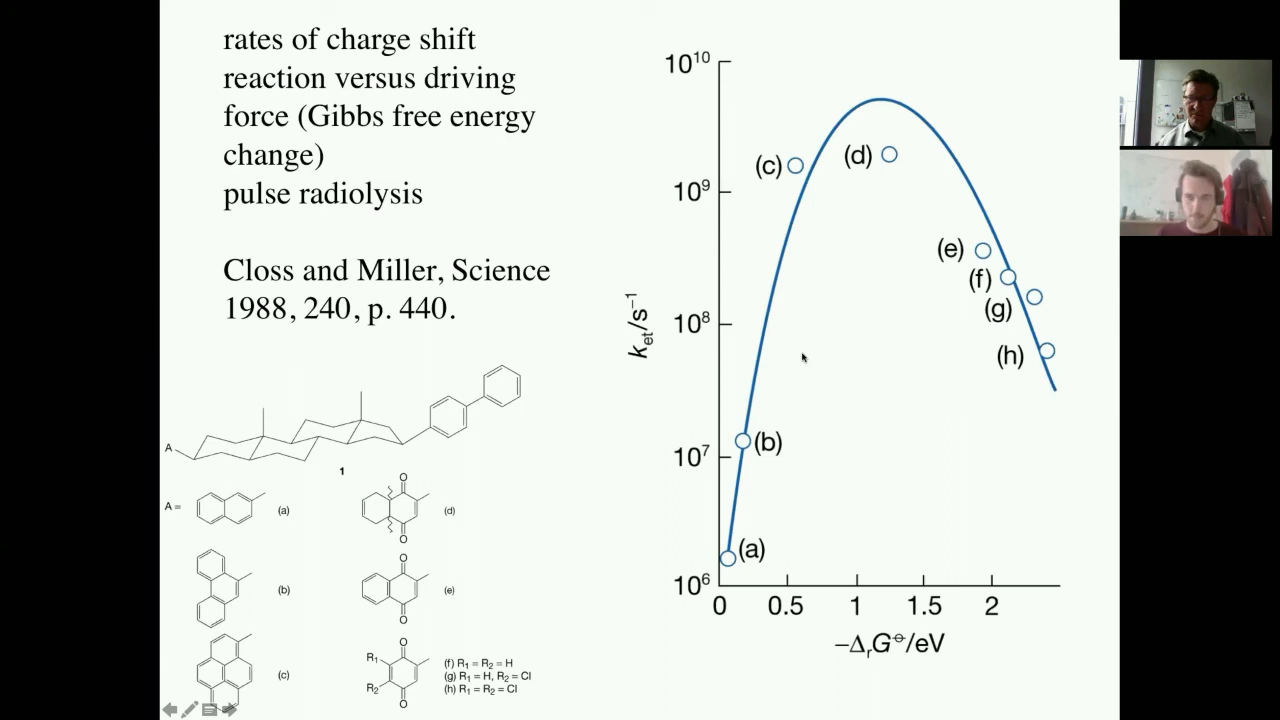 rates of charge shift
reaction versus driving
force (Gibbs free energy
change)
pulse radiolysis
Closs and Miller, Science
1988, 240, p. 440.
A
1
A =
(a)
O
O
(d)
(b)
O
O
(e)
(c)
R₁
R₂
O
O
(f) R₁ = R₂ = H
(g) R₁ = H, R₂ = Cl
(h) R₁ = R₂ = Cl
10¹⁰
10⁹
10⁸
10⁷
10⁶
kₑₜ/s⁻¹
(c)
(d)
(e)
(f)
(g)
(h)
(b)
(a)
0 0.5 1 1.5 2
−ΔᵣG⦵/eV